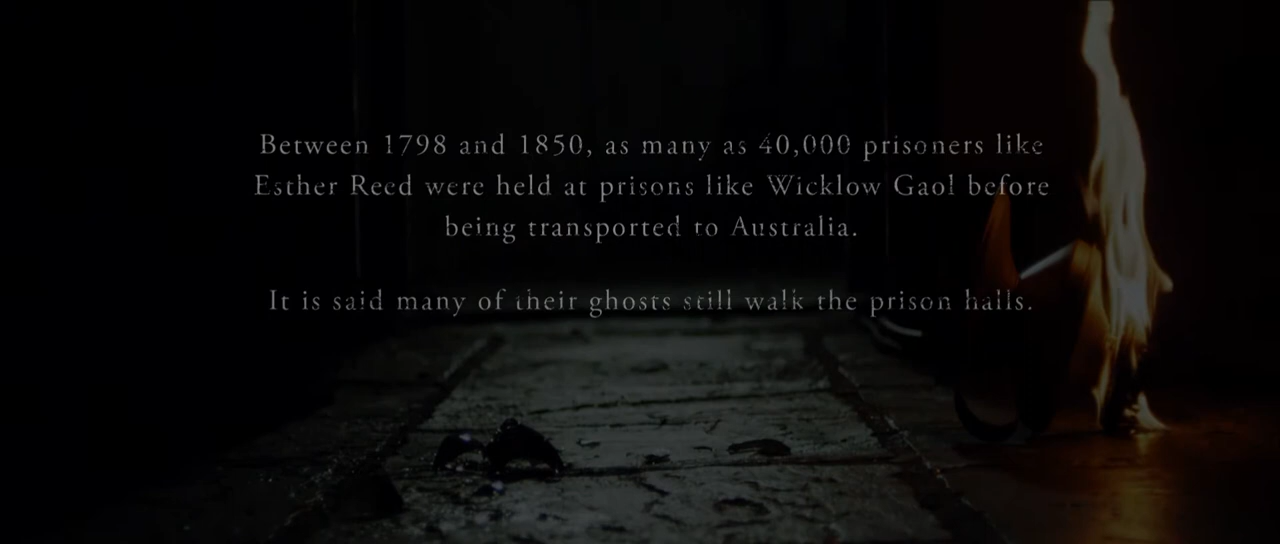 Between 1798 and 1850, as many as 40,000 prisoners like
Esther Reed were held at prisons like Wicklow Gaol before
being transported to Australia.
It is said many of their ghosts still walk the prison halls.